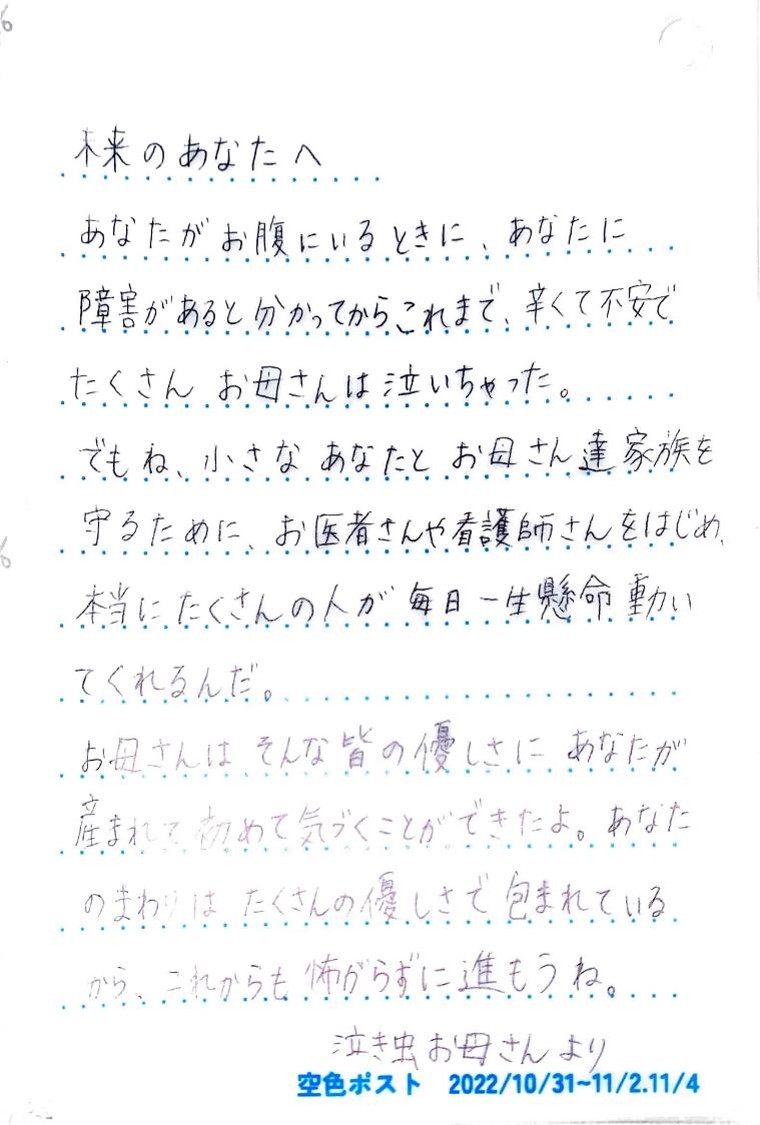 未来のあなたへ
あなたがお腹にいるときに、あなたに
障害があると分かってからこれまで、辛くて不安で
たくさん お母さんは泣いちゃった。
でもね、小さな あなたと お母さん達家族を
守るために、お医者さんや看護師さんをはじめ、
本当にたくさんの人が 毎日一生懸命動い
てくれるんだ。
お母さんは そんな皆の優しさに あなたが
産まれて初めて気づくことができたよ。あなた
のまわりは たくさんの優しさで包まれている
から、これからも怖がらずに進もうね。
泣き虫お母さんより
空色ポスト 2022/10/31~11/2.11/4